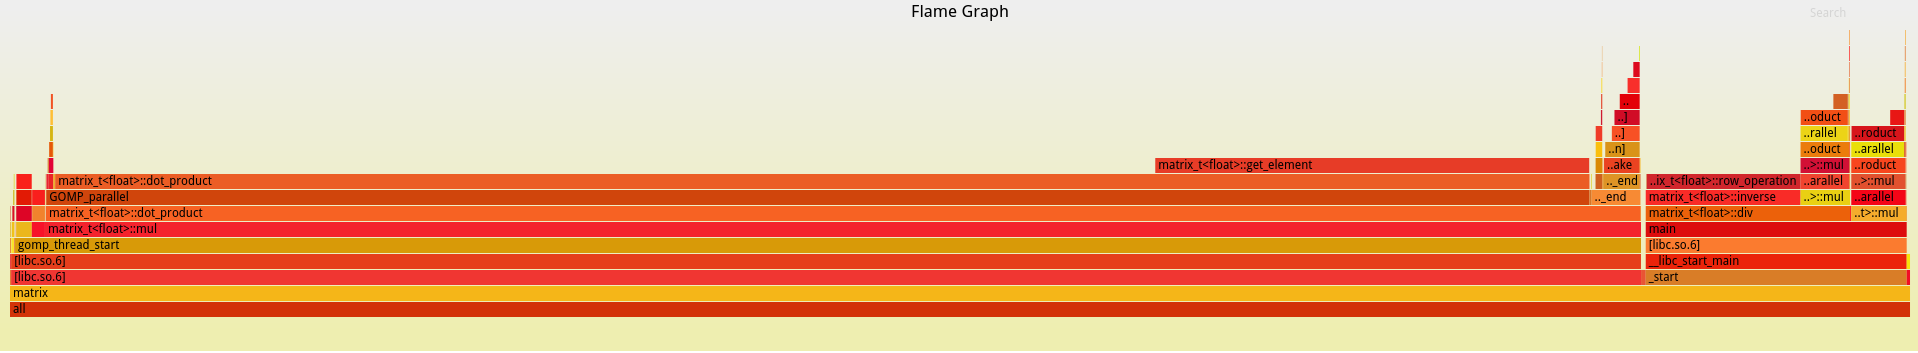 Flame Graph
Search
..
..oduct
..]
..rallel
..roduct
..]
..oduct
..arallel
..n]
matrix_t<float>::get_element
..ake
..>::mul
..roduct
matrix_t<float>::dot_product
.._end
..ix_t<float>::row_operation
..arallel
..>::mul
GOMP_parallel
.._end
matrix_t<float>::inverse
..>::mul
..arallel
matrix_t<float>::dot_product
matrix_t<float>::div
..t>::mul
matrix_t<float>::mul
main
gomp_thread_start
[libc.so.6]
[libc.so.6]
__libc_start_main
[libc.so.6]
_start
matrix
all